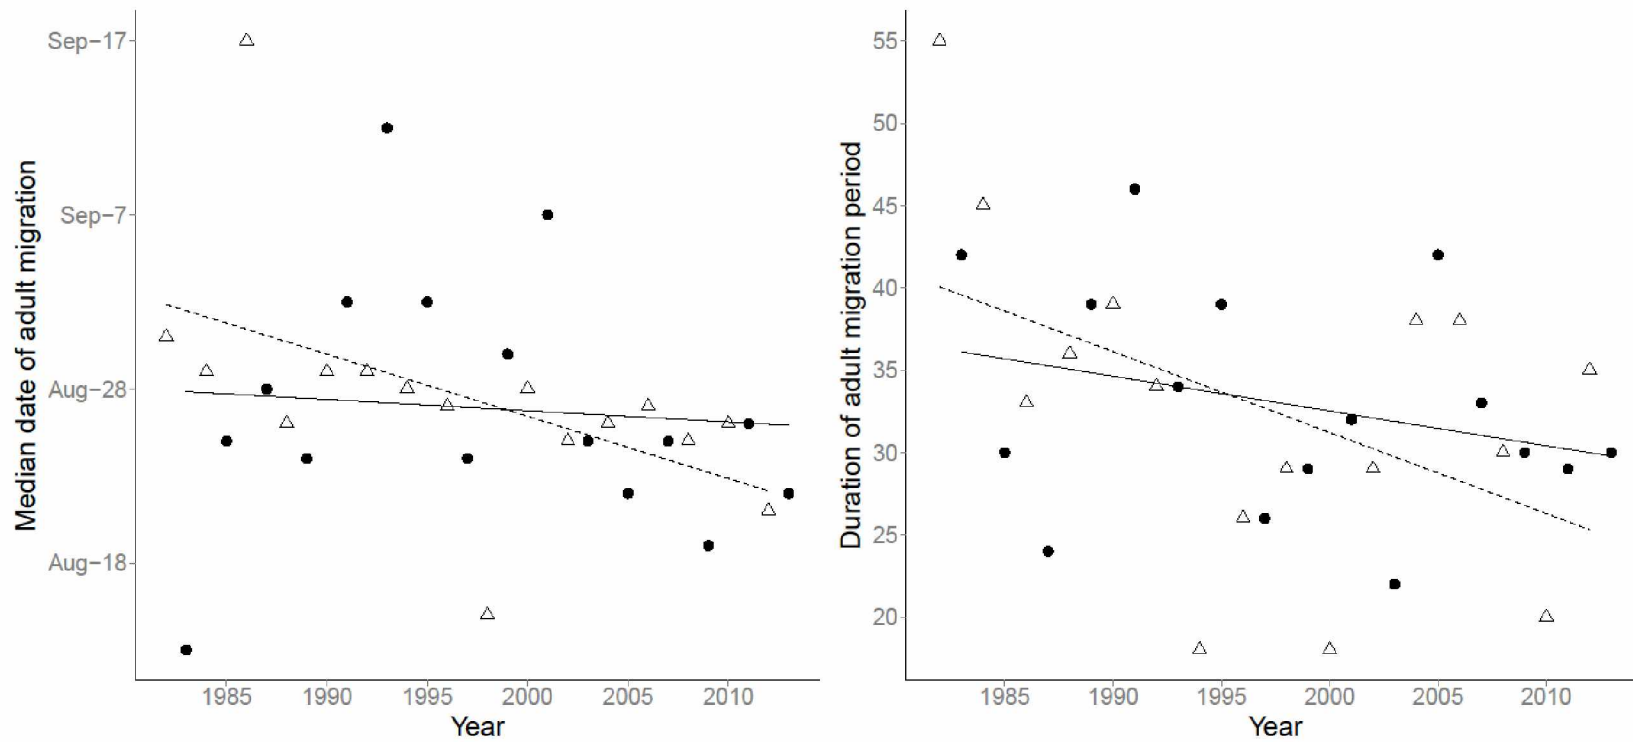 Median date of adult migration
Sep-17
Sep-7
Aug-28
Aug-18
1985 1990 1995 2000 2005 2010
Year
Duration of adult migration period
55
50
45
40
35
30
25
20
1985 1990 1995 2000 2005 2010
Year